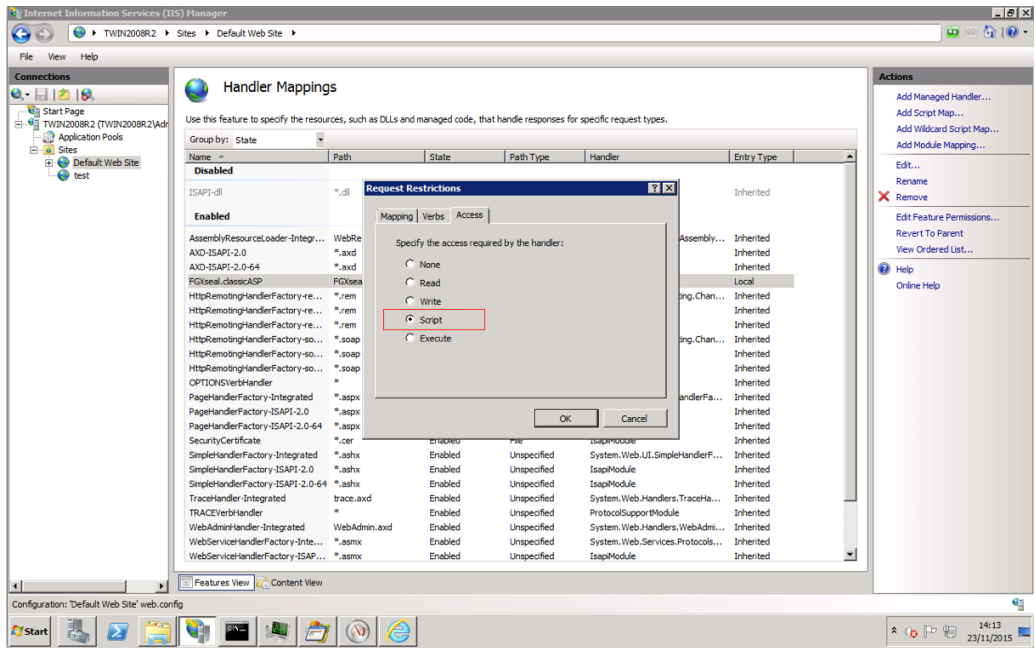 Internet Information Services (IIS) Manager
TWIN2008R2 Sites Default Web Site
File View Help
Connections
Start Page
TWIN2008R2 (TWIN2008R2\Adr
Application Pools
Sites
Default Web Site
test
Handler Mappings
Use this feature to specify the resources, such as DLLs and managed code, that handle responses for specific request types.
Group by: State
Name Path State Path Type Handler Entry Type
Disabled
ISAPI-dll *.dll Inherited
Enabled
AssemblyResourceLoader-Integr... WebRe Assembly... Inherited
AXD-ISAPI-2.0 *.axd Inherited
AXD-ISAPI-2.0-64 *.axd Inherited
FGXseal.classicASP FGXsea Local
HttpRemotingHandlerFactory-re... *.rem ing.Chan... Inherited
HttpRemotingHandlerFactory-re... *.rem Inherited
HttpRemotingHandlerFactory-re... *.rem Inherited
HttpRemotingHandlerFactory-so... *.soap ing.Chan... Inherited
HttpRemotingHandlerFactory-so... *.soap Inherited
HttpRemotingHandlerFactory-so... *.soap Inherited
OPTIONSVerbHandler * Inherited
PageHandlerFactory-Integrated *.aspx andlerFa... Inherited
PageHandlerFactory-ISAPI-2.0 *.aspx Inherited
PageHandlerFactory-ISAPI-2.0-64 *.aspx Inherited
SecurityCertificate *.cer Enabled File IsapiModule Inherited
SimpleHandlerFactory-Integrated *.ashx Enabled Unspecified System.Web.UI.SimpleHandlerF... Inherited
SimpleHandlerFactory-ISAPI-2.0 *.ashx Enabled Unspecified IsapiModule Inherited
SimpleHandlerFactory-ISAPI-2.0-64 *.ashx Enabled Unspecified IsapiModule Inherited
TraceHandler-Integrated trace.axd Enabled Unspecified System.Web.Handlers.TraceHa... Inherited
TRACEVerbHandler * Enabled Unspecified ProtocolSupportModule Inherited
WebAdminHandler-Integrated WebAdmin.axd Enabled Unspecified System.Web.Handlers.WebAdmi... Inherited
WebServiceHandlerFactory-Inte... *.asmx Enabled Unspecified System.Web.Services.Protocols... Inherited
WebServiceHandlerFactory-ISAP... *.asmx Enabled Unspecified IsapiModule Inherited
Request Restrictions
Mapping Verbs Access
Specify the access required by the handler:
None
Read
Write
Script
Execute
OK Cancel
Features View Content View
Actions
Add Managed Handler...
Add Script Map...
Add Wildcard Script Map...
Add Module Mapping...
Edit...
Rename
Remove
Edit Feature Permissions...
Revert To Parent
View Ordered List...
Help
Online Help
Configuration: 'Default Web Site' web.config
Start
14:13
23/11/2015